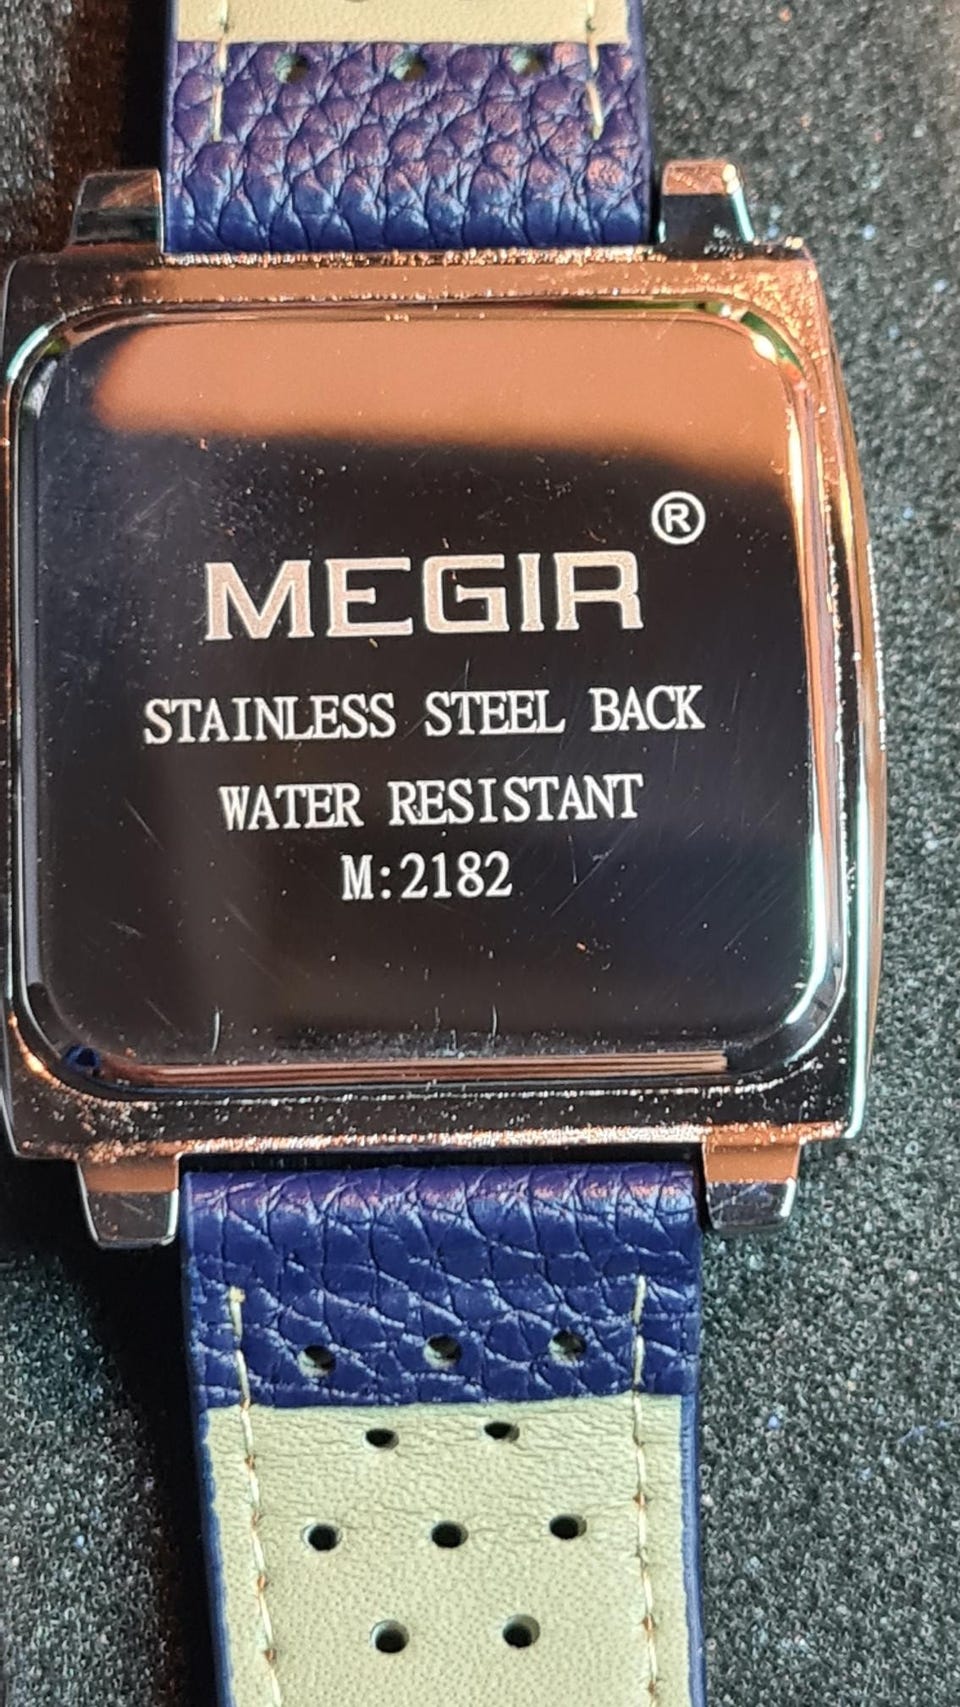 ®
MEGIR
STAINLESS STEEL BACK
WATER RESISTANT
M:2182